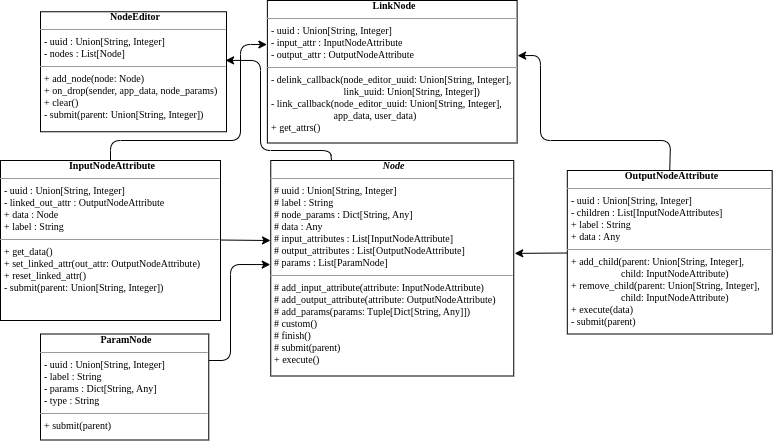 NodeEditor
- uuid : Union[String, Integer]
- nodes : List[Node]
+ add_node(node: Node)
+ on_drop(sender, app_data, node_params)
+ clear()
- submit(parent: Union[String, Integer])
LinkNode
- uuid : Union[String, Integer]
- input_attr : InputNodeAttribute
- output_attr : OutputNodeAttribute
- delink_callback(node_editor_uuid: Union[String, Integer],
link_uuid: Union[String, Integer])
- link_callback(node_editor_uuid: Union[String, Integer],
app_data, user_data)
+ get_attrs()
InputNodeAttribute
- uuid : Union[String, Integer]
- linked_out_attr : OutputNodeAttribute
+ data : Node
+ label : String
+ get_data()
+ set_linked_attr(out_attr: OutputNodeAttribute)
+ reset_linked_attr()
- submit(parent: Union[String, Integer])
Node
# uuid : Union[String, Integer]
# label : String
# node_params : Dict[String, Any]
# data : Any
# input_attributes : List[InputNodeAttribute]
# output_attributes : List[OutputNodeAttribute]
# params : List[ParamNode]
# add_input_attribute(attribute: InputNodeAttribute)
# add_output_attribute(attribute: OutputNodeAttribute)
# add_params(params: Tuple[Dict[String, Any]])
# custom()
# finish()
# submit(parent)
+ execute()
OutputNodeAttribute
- uuid : Union[String, Integer]
- children : List[InputNodeAttributes]
+ label : String
+ data : Any
+ add_child(parent: Union[String, Integer],
child: InputNodeAttribute)
+ remove_child(parent: Union[String, Integer],
child: InputNodeAttribute)
+ execute(data)
- submit(parent)
ParamNode
- uuid : Union[String, Integer]
- label : String
- params : Dict[String, Any]
- type : String
+ submit(parent)